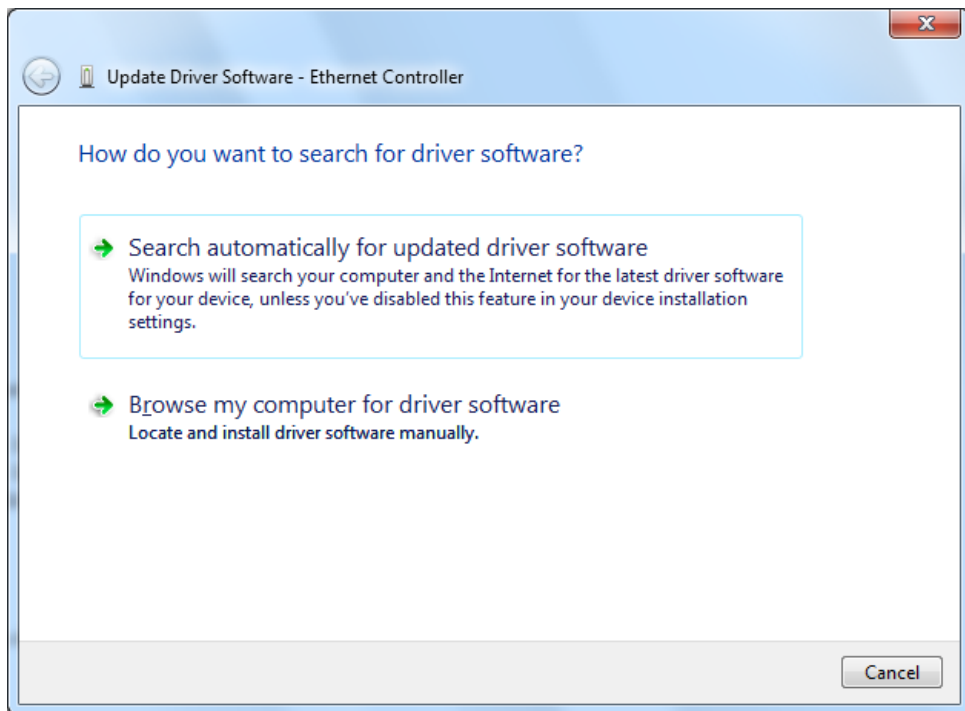 X
Update Driver Software - Ethernet Controller
How do you want to search for driver software?
Search automatically for updated driver software
Windows will search your computer and the Internet for the latest driver software
for your device, unless you've disabled this feature in your device installation
settings.
Browse my computer for driver software
Locate and install driver software manually.
Cancel